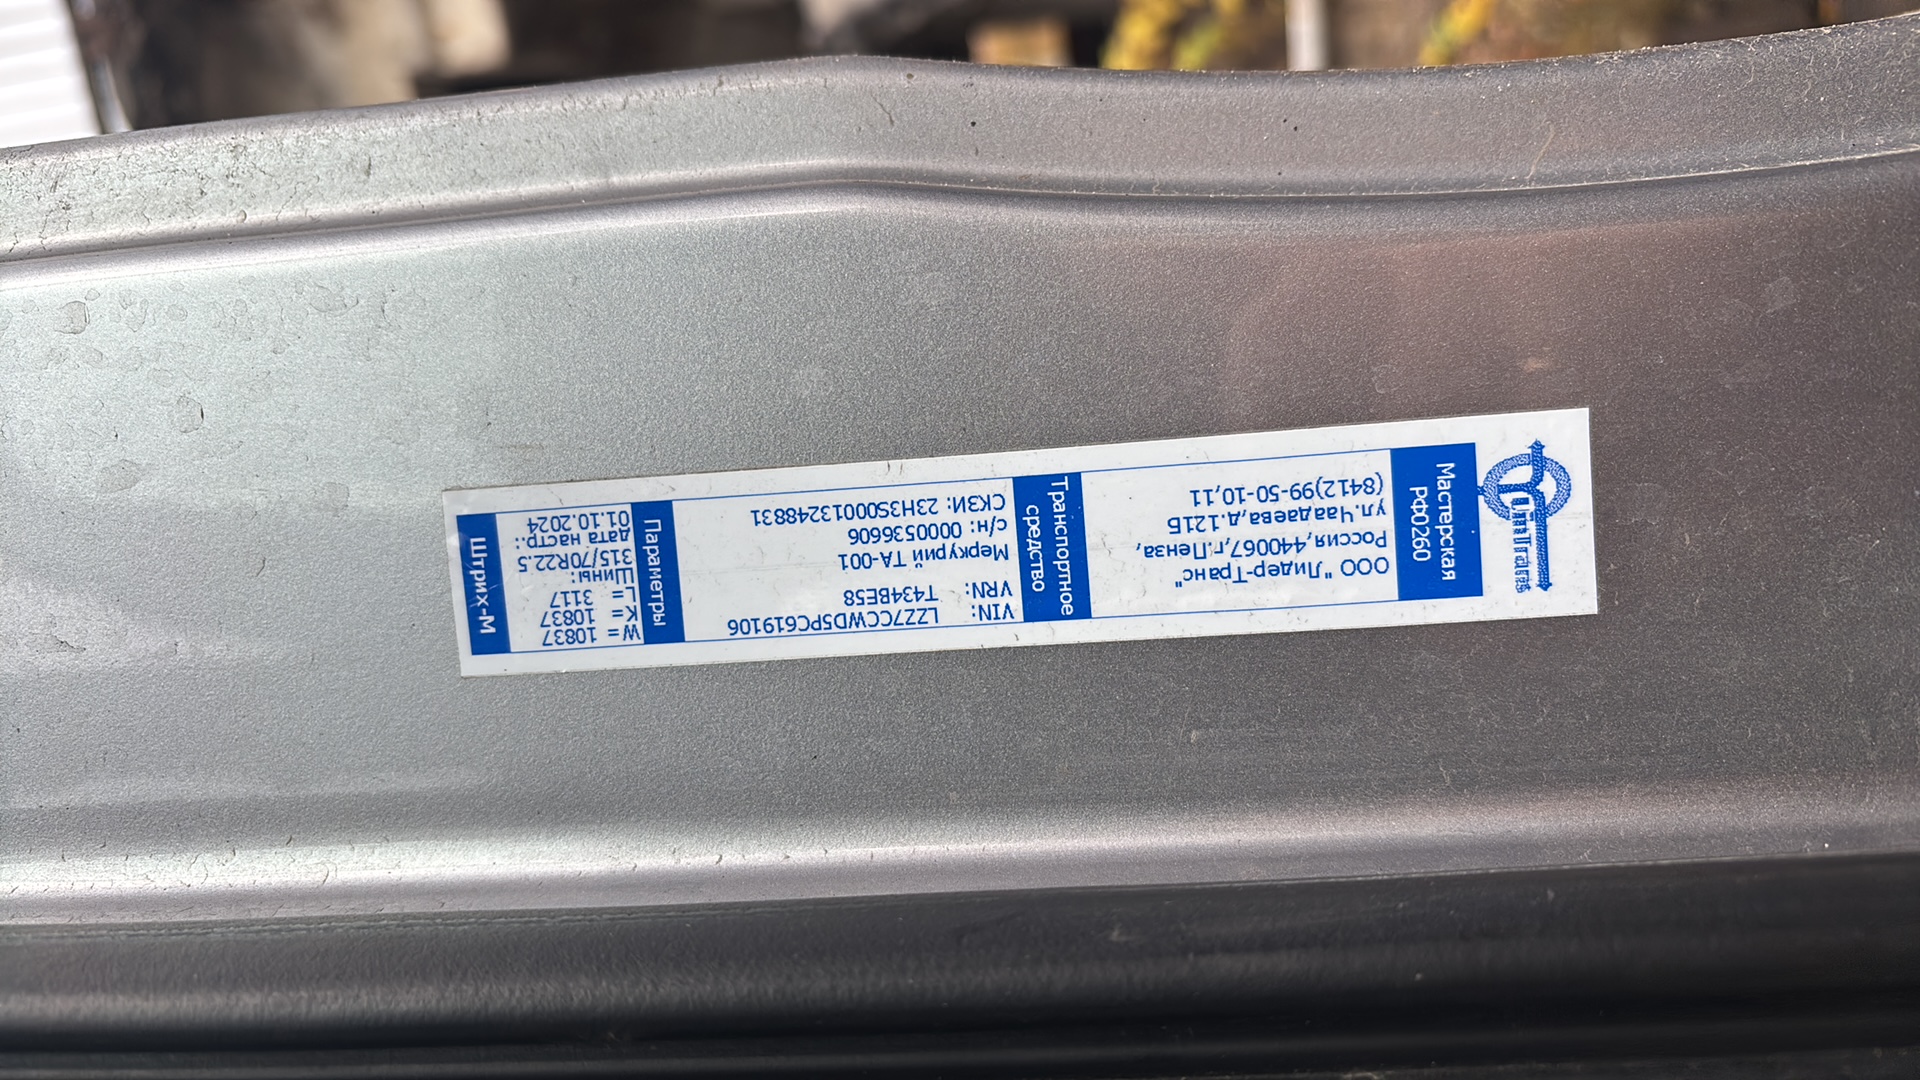 Мастерская
РФ0260
ООО "Лидер-Транс"
Россия,440067,г.Пенза,
ул.Чаадаева,д.121Б
(8412)99-50-10,11
Транспортное
средство
VIN: LZZ7CCWD5PC619106
VRN: T434BE58
Меркурий ТА-001
с/н: 0000536606
СКЗИ: 23H3S00013248831
Параметры
W= 10837
K= 10837
L= 3117
Шины:
315/70R22.5
дата настр.:
01.10.2024
Штрих-М